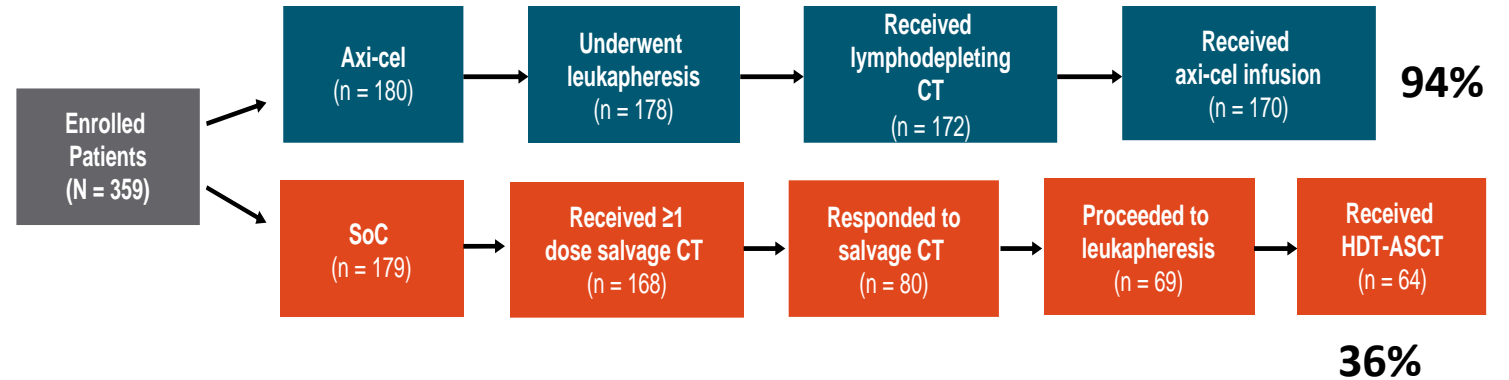 Enrolled
Patients
(N = 359)
Axi-cel
(n = 180)
Underwent
leukapheresis
(n = 178)
Received
lymphodepleting
CT
(n = 172)
Received
axi-cel infusion
(n = 170)
94%
SoC
(n = 179)
Received ≥1
dose salvage CT
(n = 168)
Responded to
salvage CT
(n = 80)
Proceeded to
leukapheresis
(n = 69)
Received
HDT-ASCT
(n = 64)
36%